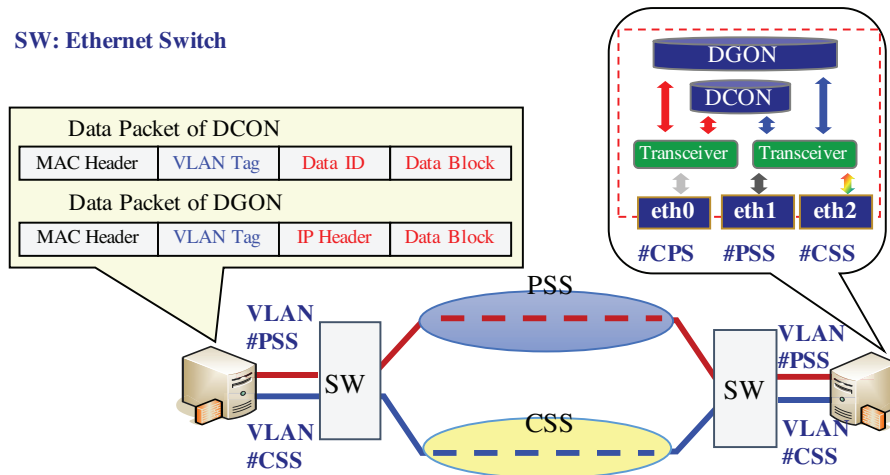 SW: Ethernet Switch
Data Packet of DCON
MAC Header VLAN Tag Data ID Data Block
Data Packet of DGON
MAC Header VLAN Tag IP Header Data Block
DGON
DCON
Transceiver Transceiver
eth0 eth1 eth2
#CPS #PSS #CSS
PSS
VLAN
#PSS
SW
VLAN
#CSS
CSS
SW
VLAN
#PSS
VLAN
#CSS